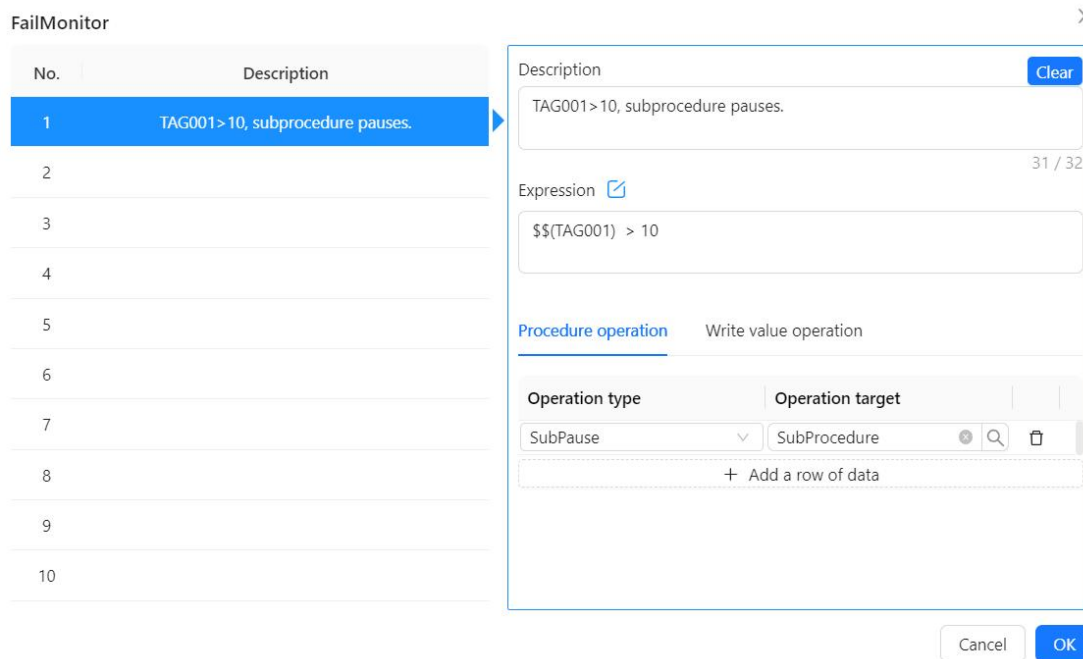 FailMonitor
No. Description
1 TAG001>10, subprocedure pauses.
2
3
4
5
6
7
8
9
10
Description Clear
TAG001>10, subprocedure pauses.
31 / 32
Expression
$$(TAG001) > 10
Procedure operation Write value operation
Operation type Operation target
SubPause SubProcedure
+ Add a row of data
Cancel OK